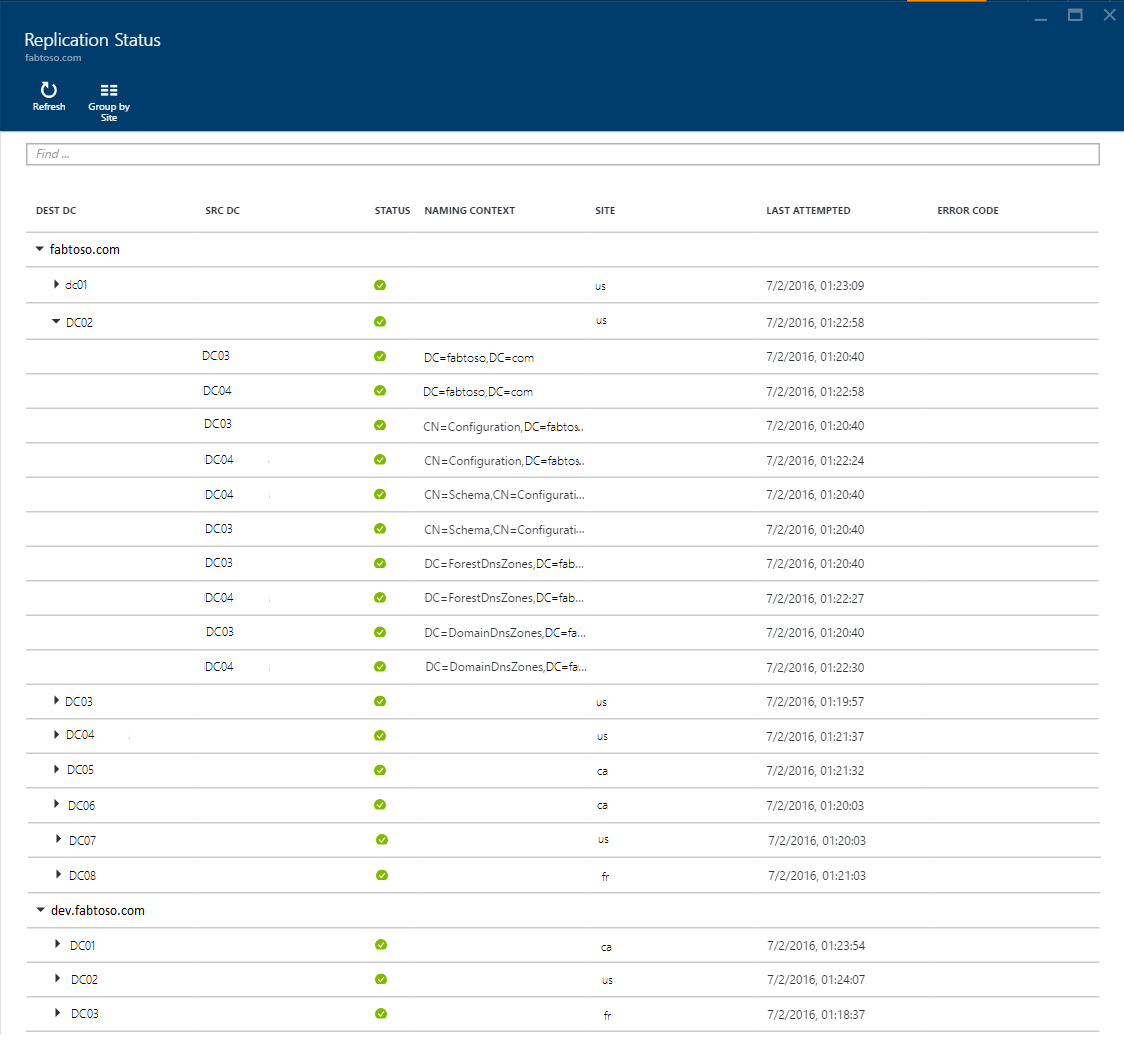 Replication Status
fabtoso.com
Refresh
Group by
Site
Find ...
DEST DC SRC DC STATUS NAMING CONTEXT SITE LAST ATTEMPTED ERROR CODE
fabtoso.com
dc01 us 7/2/2016, 01:23:09
DC02 us 7/2/2016, 01:22:58
DC03 DC=fabtoso,DC=com 7/2/2016, 01:20:40
DC04 DC=fabtoso,DC=com 7/2/2016, 01:22:58
DC03 CN=Configuration,DC=fabtos.. 7/2/2016, 01:20:40
DC04 CN=Configuration,DC=fabtos.. 7/2/2016, 01:22:24
DC04 CN=Schema,CN=Configurati... 7/2/2016, 01:20:40
DC03 CN=Schema,CN=Configurati... 7/2/2016, 01:20:40
DC03 DC=ForestDnsZones,DC=fab... 7/2/2016, 01:20:40
DC04 DC=ForestDnsZones,DC=fab... 7/2/2016, 01:22:27
DC03 DC=DomainDnsZones,DC=fa... 7/2/2016, 01:20:40
DC04 DC=DomainDnsZones,DC=fa... 7/2/2016, 01:22:30
DC03 us 7/2/2016, 01:19:57
DC04 us 7/2/2016, 01:21:37
DC05 ca 7/2/2016, 01:21:32
DC06 ca 7/2/2016, 01:20:03
DC07 us 7/2/2016, 01:20:03
DC08 fr 7/2/2016, 01:21:03
dev.fabtoso.com
DC01 ca 7/2/2016, 01:23:54
DC02 us 7/2/2016, 01:24:07
DC03 fr 7/2/2016, 01:18:37